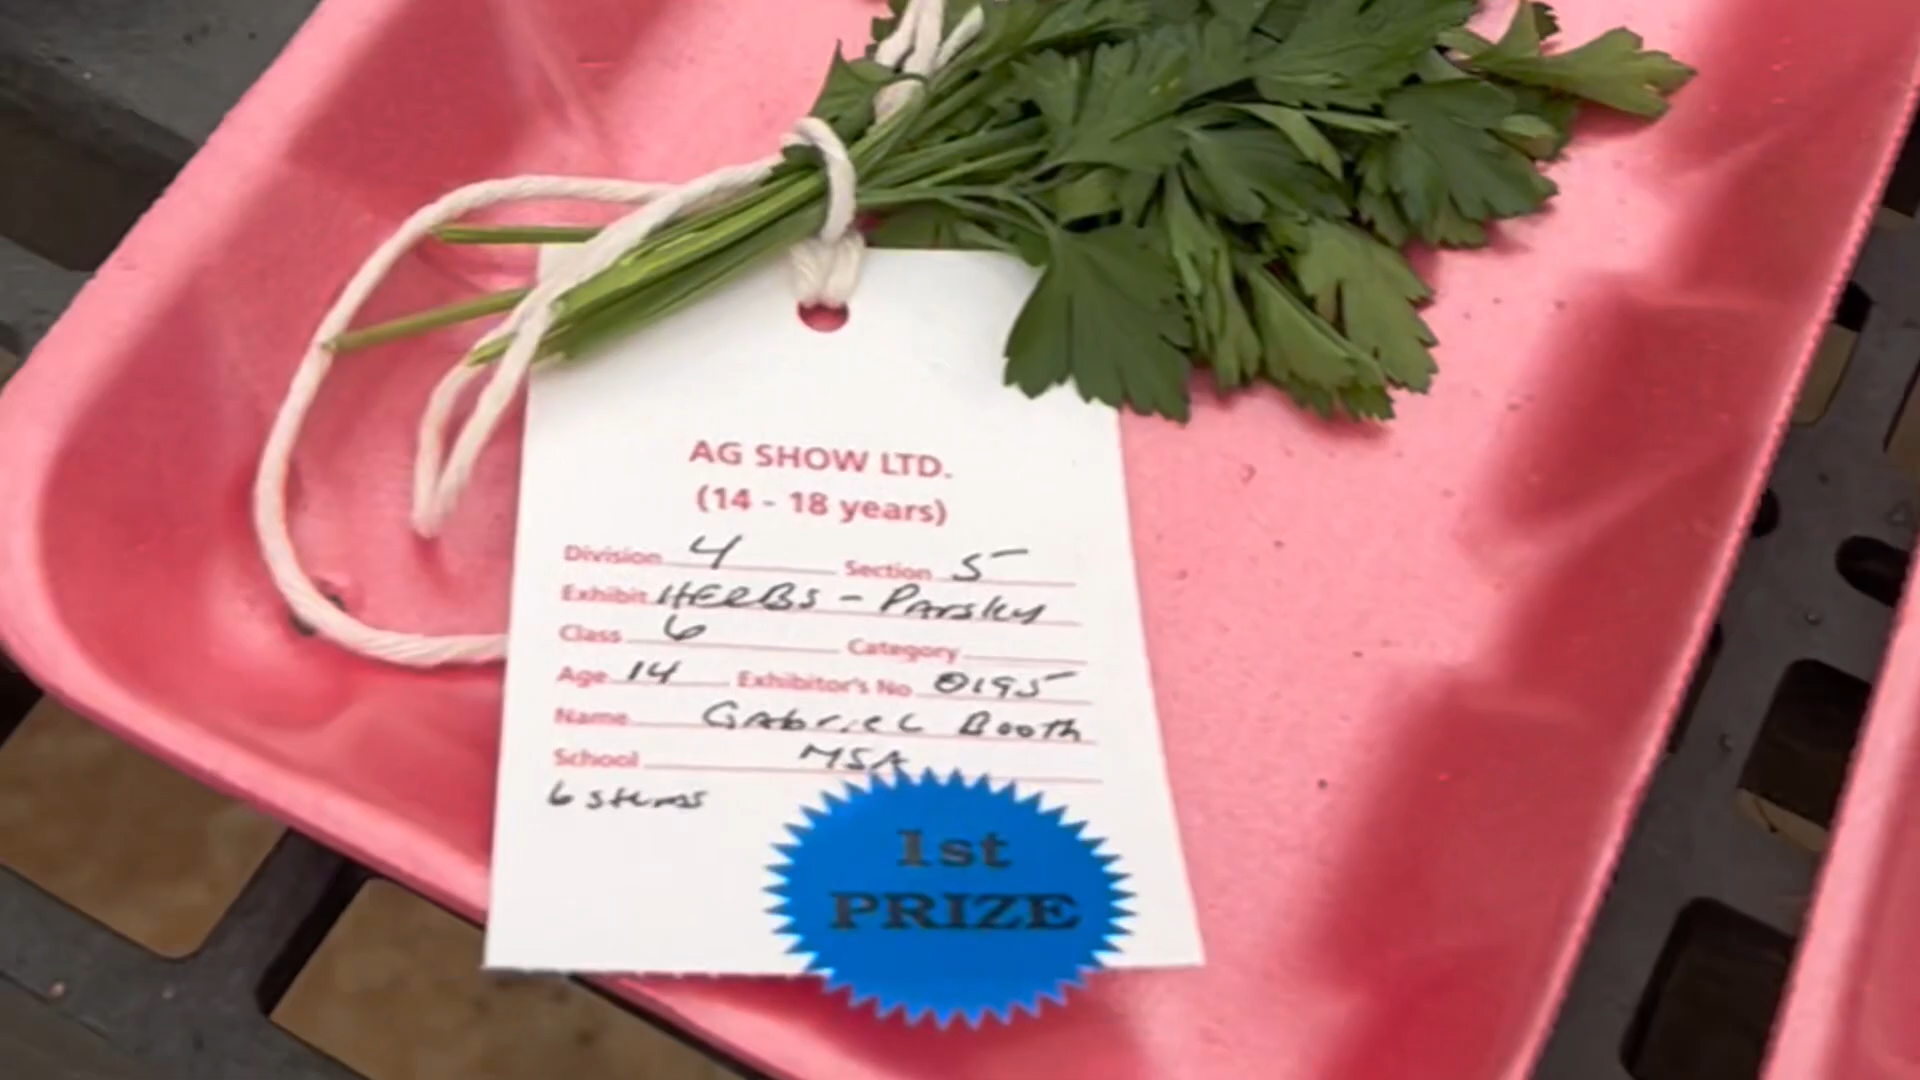 AG SHOW LTD.
(14 - 18 years)
Division 4 Section 5
Exhibit HERBS - Parsley
Class 6 Category
Age 14 Exhibitor's No 0195
Name Gabriel Booth
School MSA
6 stems
1st
PRIZE